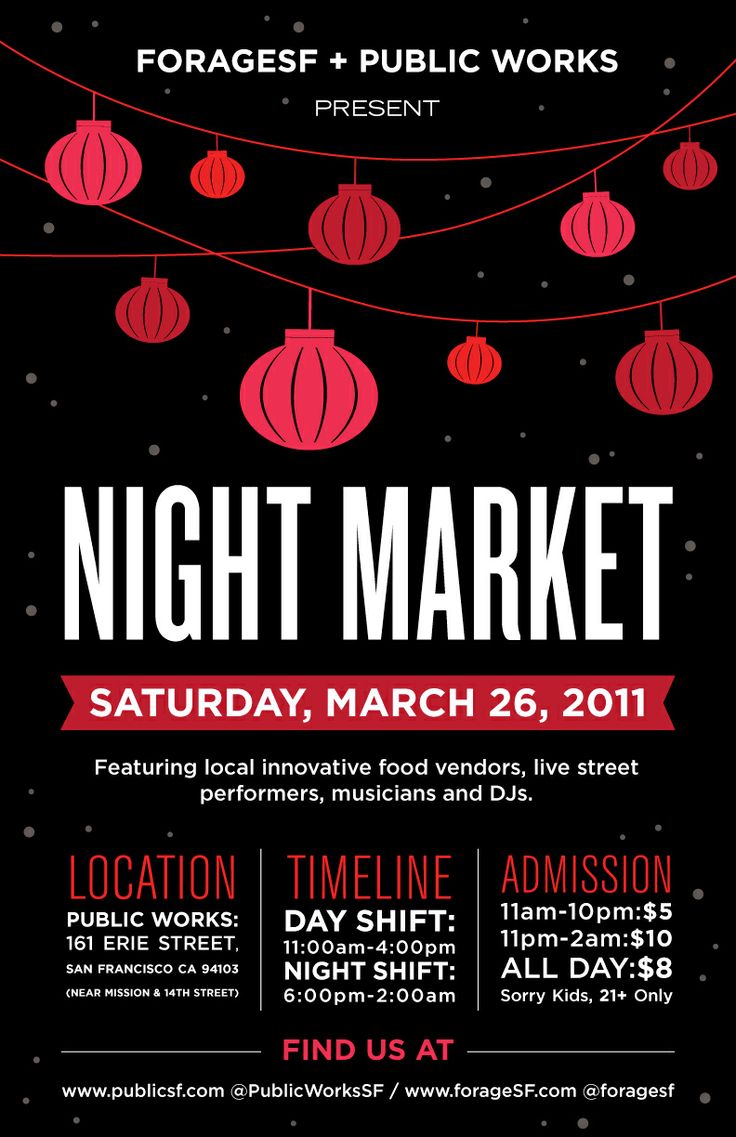 FORAGESF + PUBLIC WORKS
PRESENT
NIGHT MARKET
SATURDAY, MARCH 26, 2011
Featuring local innovative food vendors, live street
performers, musicians and DJs.
LOCATION
PUBLIC WORKS:
161 ERIE STREET,
SAN FRANCISCO CA 94103
(NEAR MISSION & 14TH STREET)
TIMELINE
DAY SHIFT:
11:00am-4:00pm
NIGHT SHIFT:
6:00pm-2:00am
ADMISSION
11am-10pm:$5
11pm-2am:$10
ALL DAY:$8
Sorry Kids, 21+ Only
FIND US AT
www.publicsf.com @PublicWorksSF / www.forageSF.com @foragesf